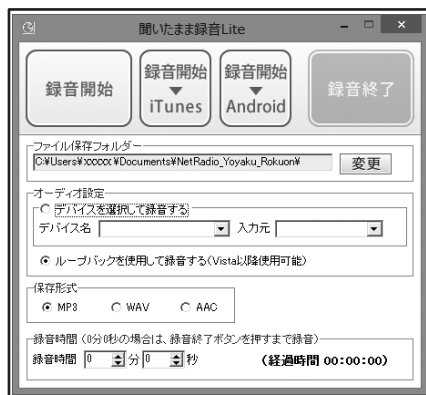 聞いたまま録音Lite
録音開始
録音開始
▼
iTunes
録音開始
▼
Android
録音終了
ファイル保存フォルダー
C:¥Users¥xxxxx¥Documents¥NetRadio_Yoyaku_Rokuon¥
変更
オーディオ設定
デバイスを選択して録音する
デバイス名 入力元
ループバックを使用して録音する(Vista以降使用可能)
保存形式
MP3 WAV AAC
録音時間(0分0秒の場合は、録音終了ボタンを押すまで録音)
録音時間 0 分 0 秒 (経過時間 00:00:00)